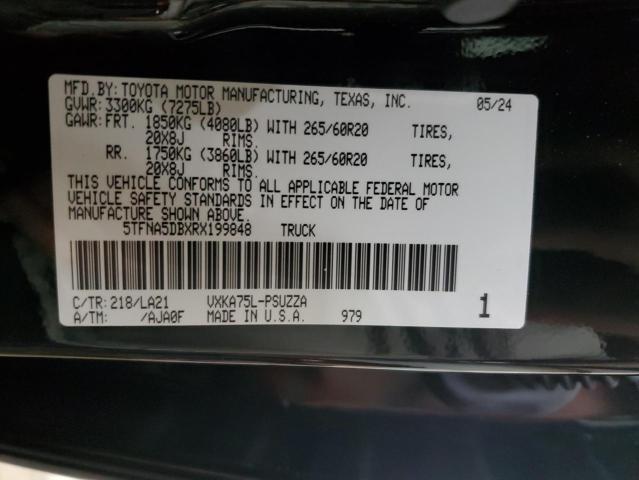 MFD.BY: TOYOTA MOTOR MANUFACTURING, TEXAS, INC. 05/24
GVWR: 3300KG (7275LB)
GAWR: FRT. 1850KG (4080LB) WITH 265/60R20 TIRES,
20X8J RIMS.
RR. 1750KG (3860LB) WITH 265/60R20 TIRES,
20X8J RIMS.
THIS VEHICLE CONFORMS TO ALL APPLICABLE FEDERAL MOTOR
VEHICLE SAFETY STANDARDS IN EFFECT ON THE DATE OF
MANUFACTURE SHOWN ABOVE.
5TFNA5DBXRX199848 TRUCK
C/TR: 218/LA21 VXKA75L-PSUZZA
A/TM: /AJA0F MADE IN U.S.A. 979 1